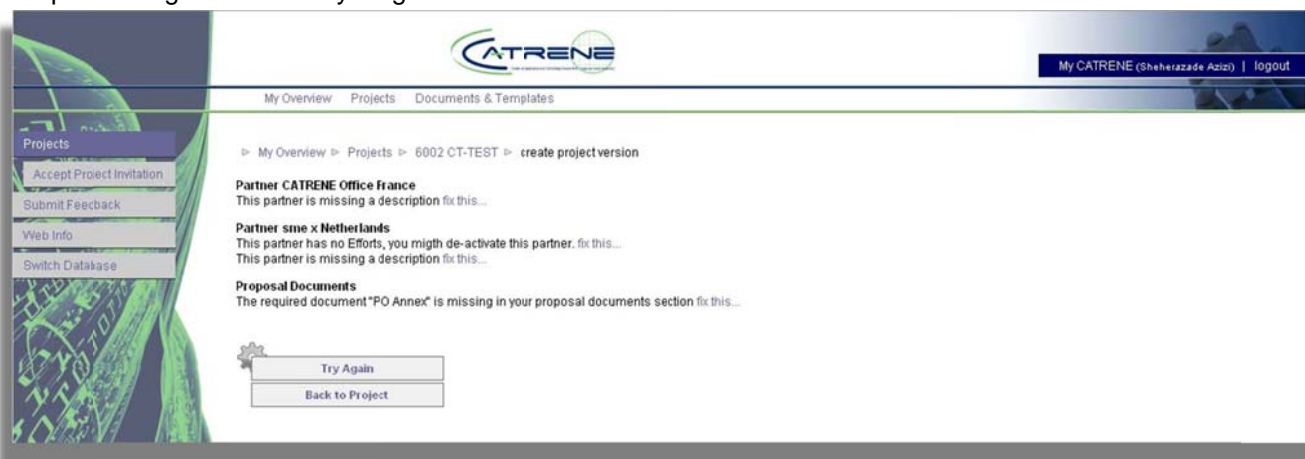 CATRENE
My CATRENE (Sheherazade Azizi) | logout
My Overview Projects Documents & Templates
Projects
Accept Project Invitation
Submit Feecback
Web Info
Switch Database
▷ My Overview ▷ Projects ▷ 6002 CT-TEST ▷ create project version
Partner CATRENE Office France
This partner is missing a description fix this...
Partner sme x Netherlands
This partner has no Efforts, you migth de-activate this partner. fix this...
This partner is missing a description fix this...
Proposal Documents
The required document "PO Annex" is missing in your proposal documents section fix this...
Try Again
Back to Project